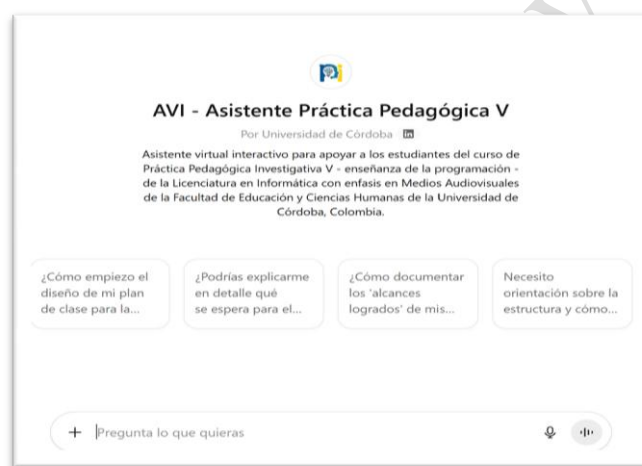 AVI - Asistente Práctica Pedagógica V
Por Universidad de Córdoba in
Asistente virtual interactivo para apoyar a los estudiantes del curso de
Práctica Pedagógica Investigativa V - enseñanza de la programación -
de la Licenciatura en Informática con enfasis en Medios Audiovisuales
de la Facultad de Educación y Ciencias Humanas de la Universidad de
Córdoba, Colombia.
¿Cómo empiezo el
diseño de mi plan
de clase para la...
¿Podrías explicarme
en detalle qué
se espera para el...
¿Cómo documentar
los 'alcances
logrados' de mis...
Necesito
orientación sobre la
estructura y cómo...
Pregunta lo que quieras